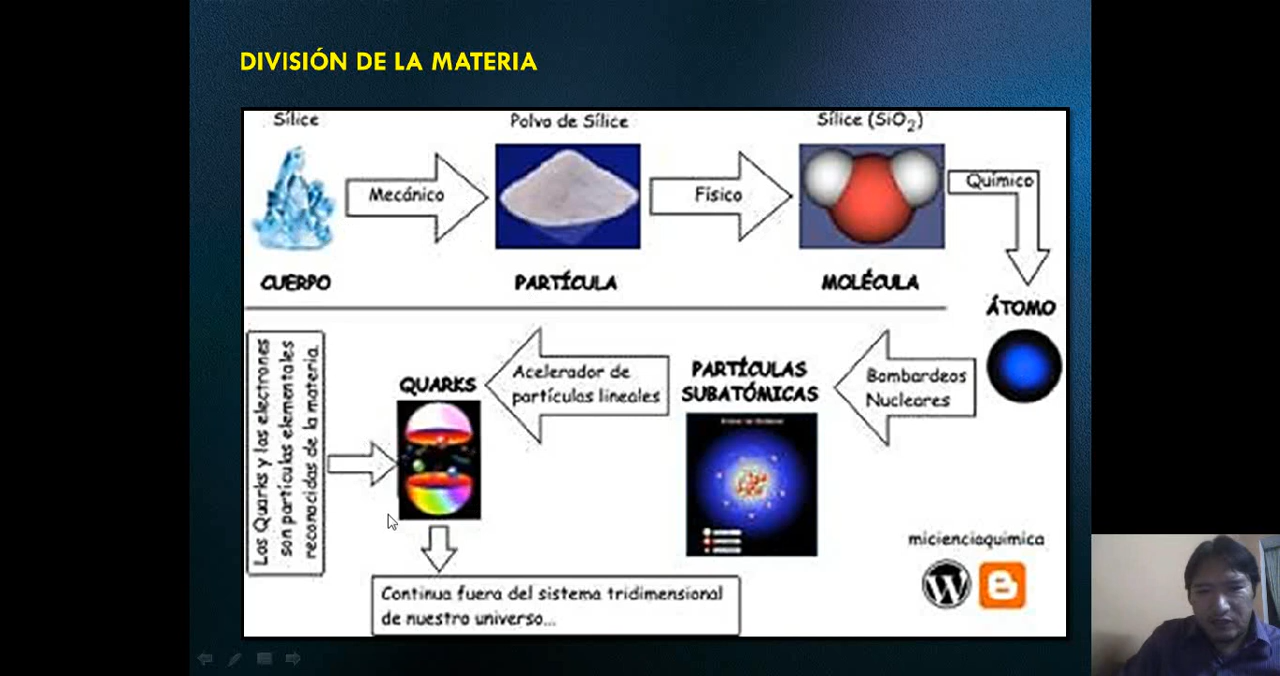 DIVISIÓN DE LA MATERIA
Sílice
Polvo de Sílice
Sílice (SiO2)
Mecánico
Físico
Químico
CUERPO
PARTÍCULA
MOLÉCULA
ÁTOMO
Bombardeos
Nucleares
PARTÍCULAS
SUBATÓMICAS
Acelerador de
partículas lineales
QUARKS
Los Quarks y los electrones
son partículas elementales
reconocidas de la materia.
Continua fuera del sistema tridimensional
de nuestro universo...
micienciaquimica